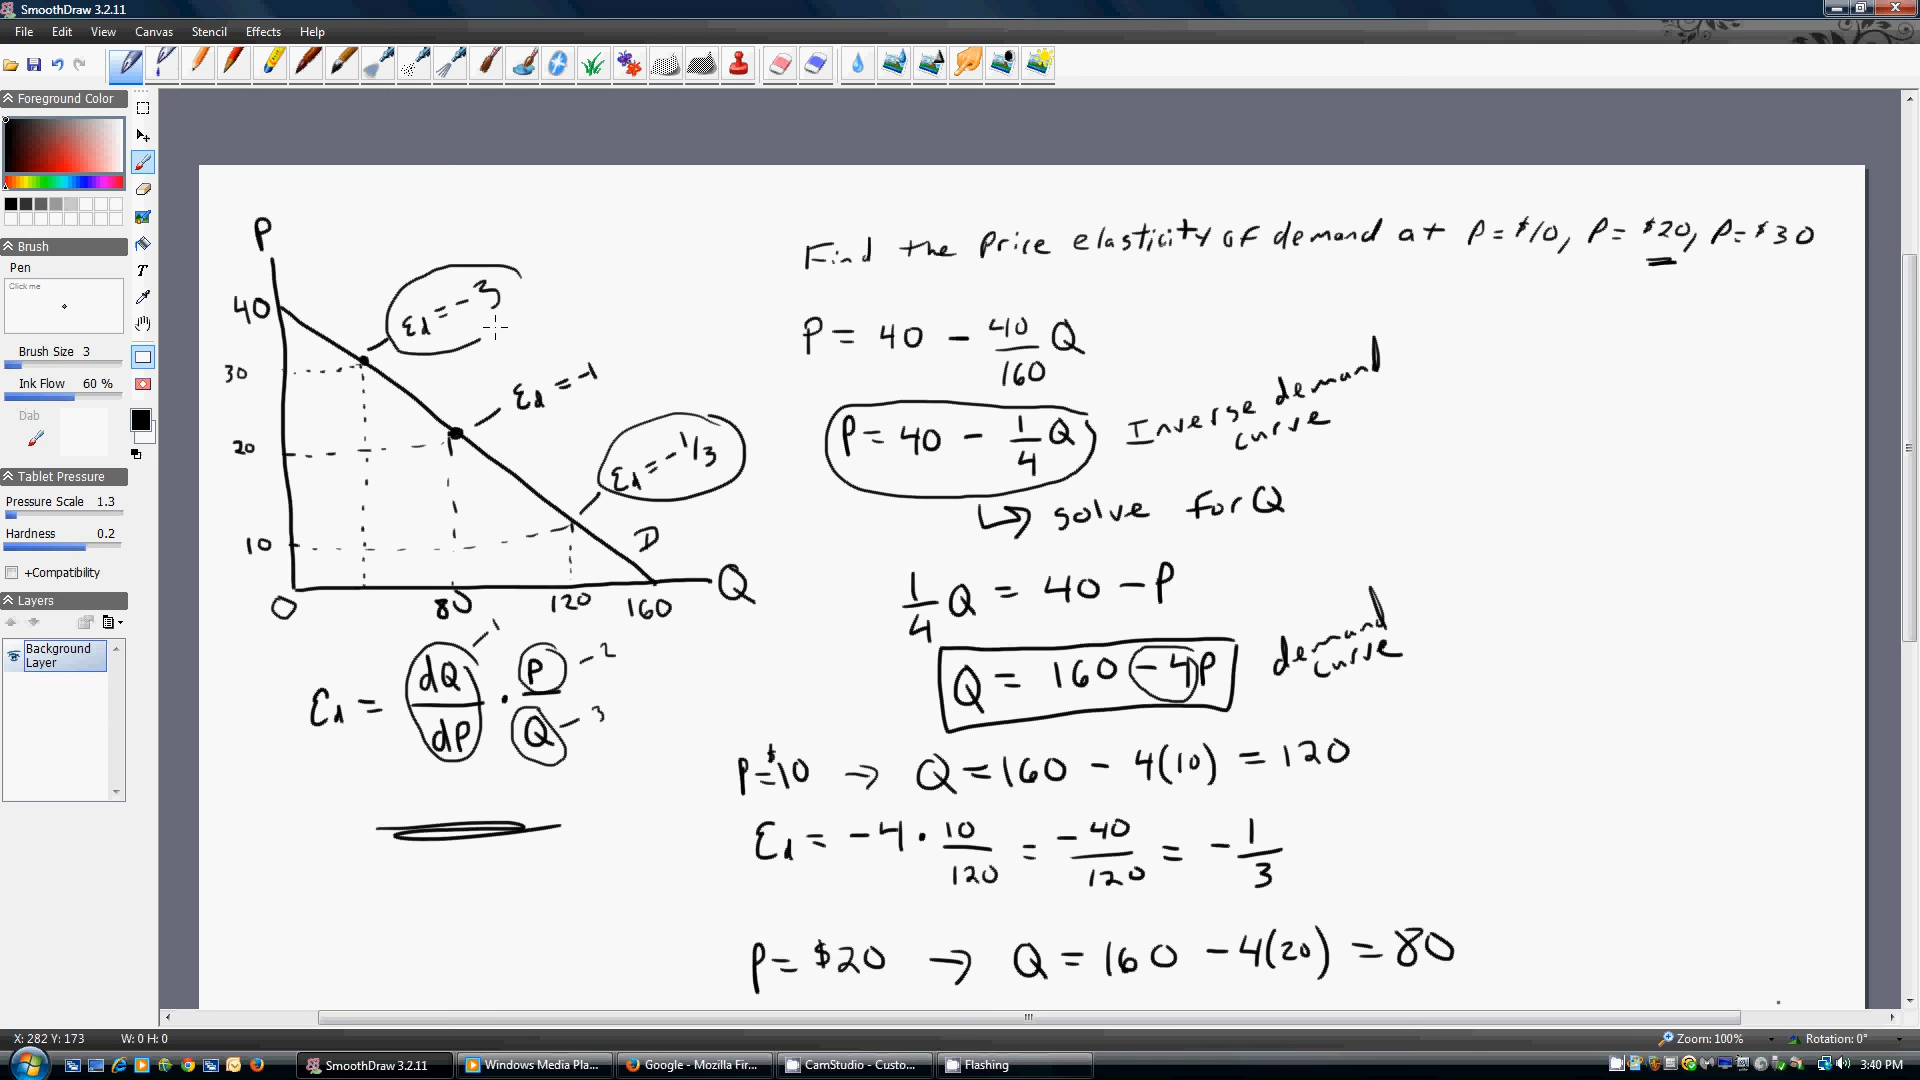 SmoothDraw 3.2.11
File Edit View Canvas Stencil Effects Help
Foreground Color
Brush
Pen
Click me
Brush Size 3
Ink Flow 60 %
Dab
Tablet Pressure
Pressure Scale 1.3
Hardness 0.2
+Compatibility
Layers
Background Layer
Find the price elasticity of demand at P=$10, P=$20, P=$30
P
40
30
20
10
0
80
120
160
Q
D
Ed = -3
Ed = -1
Ed = -1/3
Ed = dQ/dP · P/Q
1
2
3
P = 40 - 40/160 Q
P = 40 - 1/4 Q Inverse demand curve
↳ solve for Q
1/4 Q = 40 - P
Q = 160 - 4P demand curve
P=$10 → Q = 160 - 4(10) = 120
Ed = -4 · 10/120 = -40/120 = -1/3
P = $20 → Q = 160 - 4(20) = 80
X: 282 Y: 173 W: 0 H: 0 Zoom: 100% Rotation: 0°
SmoothDraw 3.2.11 Windows Media Pla... Google - Mozilla Fir... CamStudio - Custo... Flashing 3:40 PM